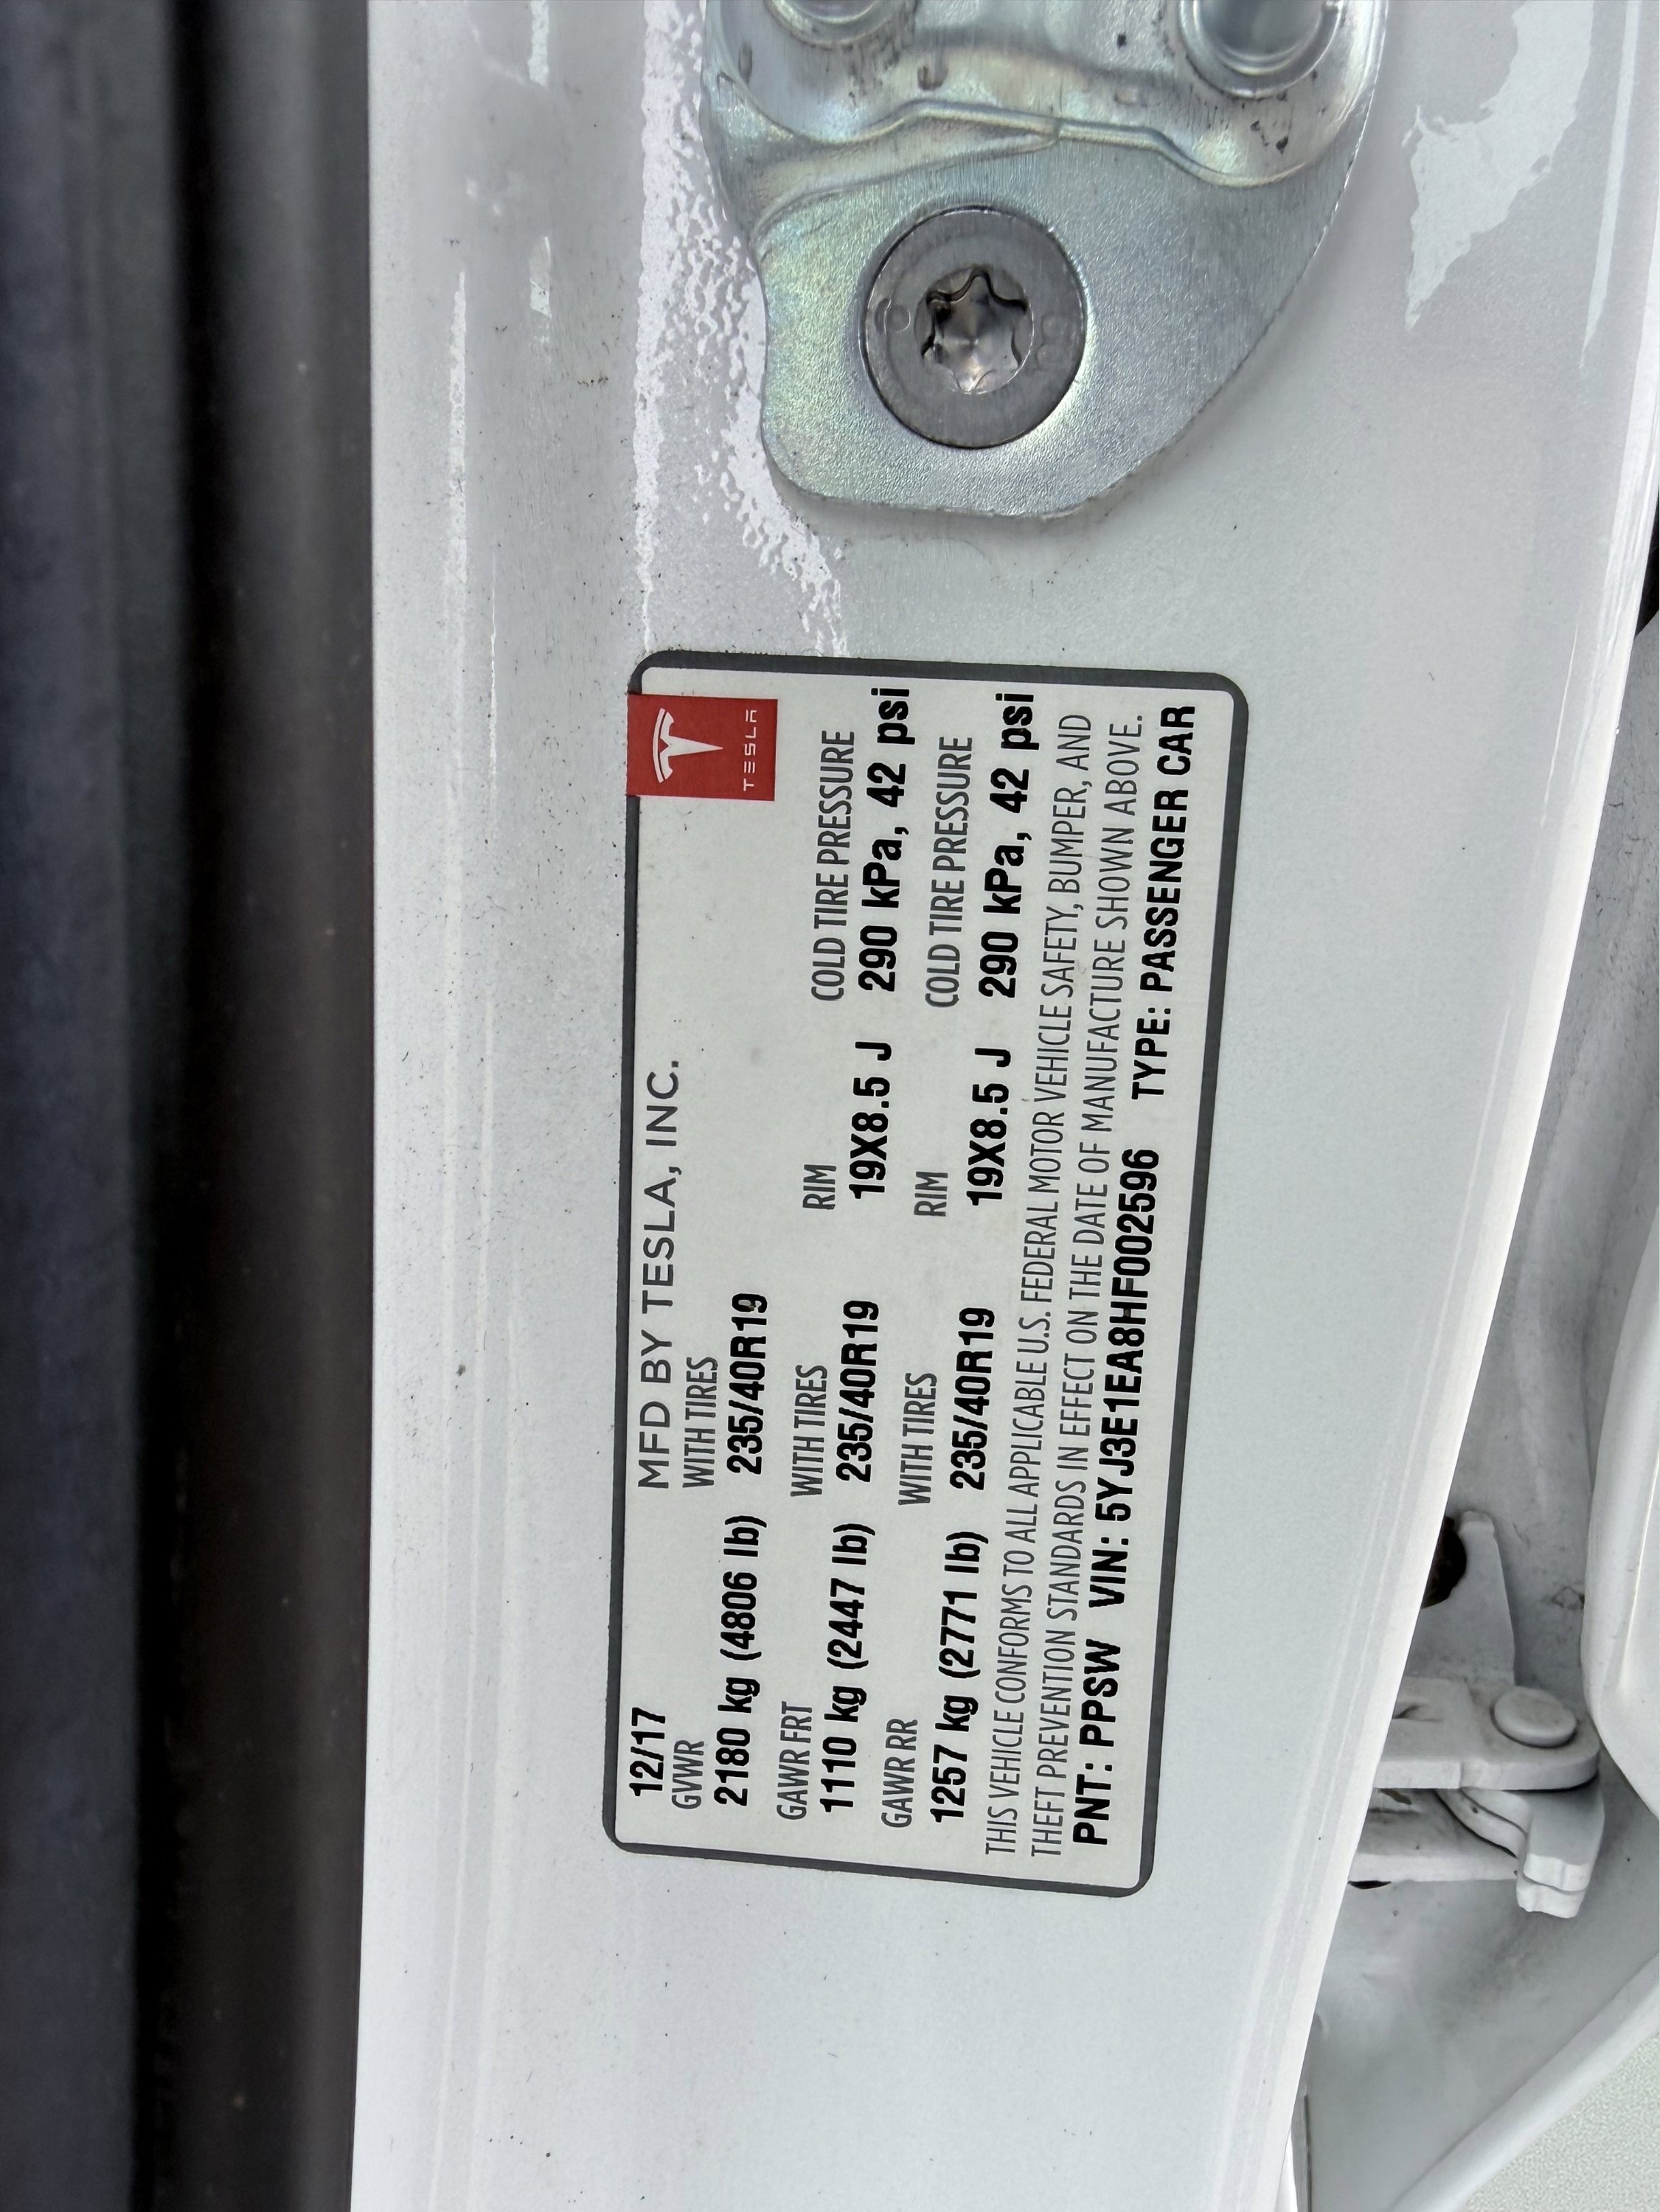 12/17 MFD BY TESLA, INC.
TESLA
GVWR WITH TIRES
2180 kg (4806 lb) 235/40R19
GAWR FRT WITH TIRES RIM COLD TIRE PRESSURE
1110 kg (2447 lb) 235/40R19 19X8.5 J 290 kPa, 42 psi
GAWR RR WITH TIRES RIM COLD TIRE PRESSURE
1257 kg (2771 lb) 235/40R19 19X8.5 J 290 kPa, 42 psi
THIS VEHICLE CONFORMS TO ALL APPLICABLE U.S. FEDERAL MOTOR VEHICLE SAFETY, BUMPER, AND
THEFT PREVENTION STANDARDS IN EFFECT ON THE DATE OF MANUFACTURE SHOWN ABOVE.
PNT: PPSW VIN: 5YJ3E1EA8HF002596 TYPE: PASSENGER CAR